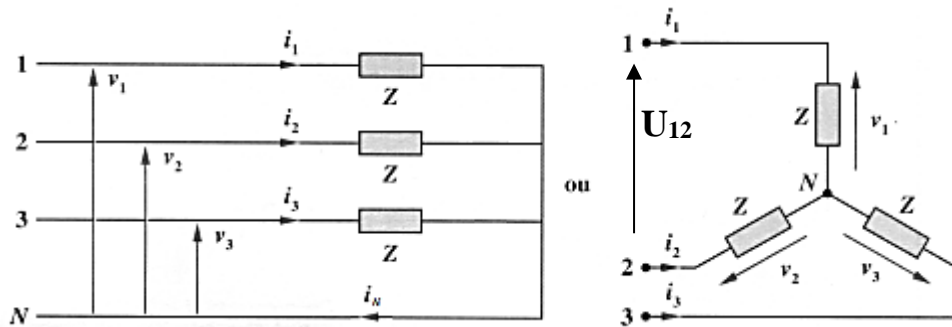 1 i₁ Z v₁
2 i₂ Z v₂
3 i₃ Z v₃
N i_N
ou
1 i₁ Z v₁
U₁₂
N
Z Z
2 i₂ v₂ v₃
3 i₃